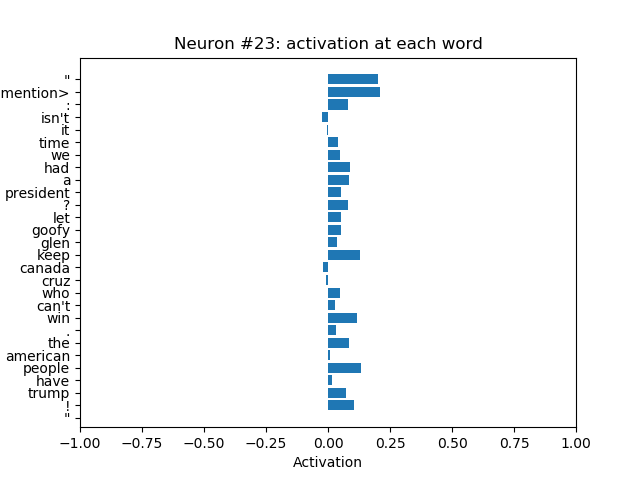 Neuron #23: activation at each word
"
mention>
.
isn't
it
time
we
had
a
president
?
let
goofy
glen
keep
canada
cruz
who
can't
win
.
the
american
people
have
trump
!
"
−1.00 −0.75 −0.50 −0.25 0.00 0.25 0.50 0.75 1.00
Activation